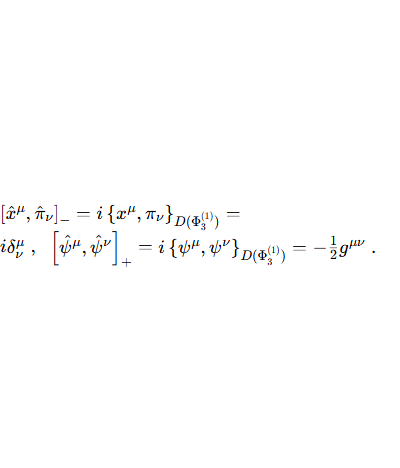 [x̂^μ, π̂_ν]_− = i {x^μ, π_ν}_{D(Φ_3^{(1)})} =
iδ^μ_ν , [ψ̂^μ, ψ̂^ν]_+ = i {ψ^μ, ψ^ν}_{D(Φ_3^{(1)})} = −½g^{μν} .